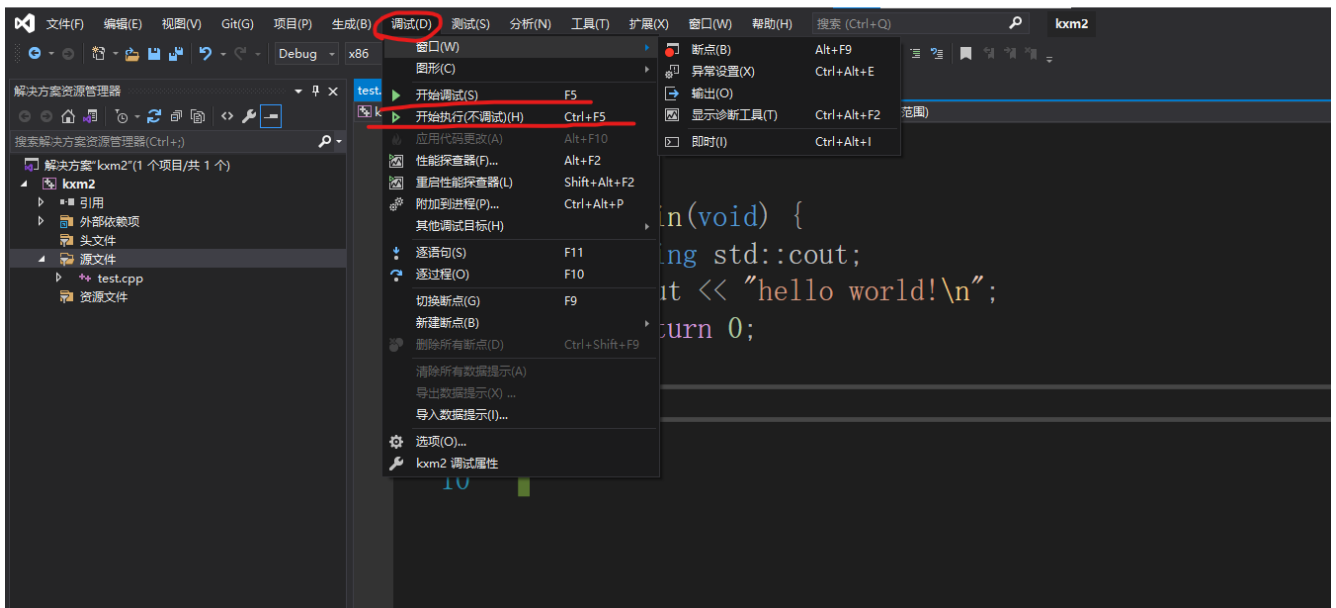 文件(F) 编辑(E) 视图(V) Git(G) 项目(P) 生成(B) 调试(D) 测试(S) 分析(N) 工具(T) 扩展(X) 窗口(W) 帮助(H) 搜索 (Ctrl+Q) kxm2
Debug x86
解决方案资源管理器
搜索解决方案资源管理器(Ctrl+;)
解决方案"kxm2"(1 个项目/共 1 个)
kxm2
引用
外部依赖项
头文件
源文件
test.cpp
资源文件
test.
窗口(W)
图形(C)
开始调试(S) F5
开始执行(不调试)(H) Ctrl+F5
应用代码更改(A) Alt+F10
性能探查器(F)... Alt+F2
重启性能探查器(L) Shift+Alt+F2
附加到进程(P)... Ctrl+Alt+P
其他调试目标(H)
逐语句(S) F11
逐过程(O) F10
切换断点(G) F9
新建断点(B)
删除所有断点(D) Ctrl+Shift+F9
清除所有数据提示(A)
导出数据提示(X) ...
导入数据提示(I)...
选项(O)...
kxm2 调试属性
断点(B) Alt+F9
异常设置(X) Ctrl+Alt+E
输出(O)
显示诊断工具(T) Ctrl+Alt+F2
即时(I) Ctrl+Alt+I
范围)
in(void) {
ing std::cout;
ut << "hello world!\n";
turn 0;
10